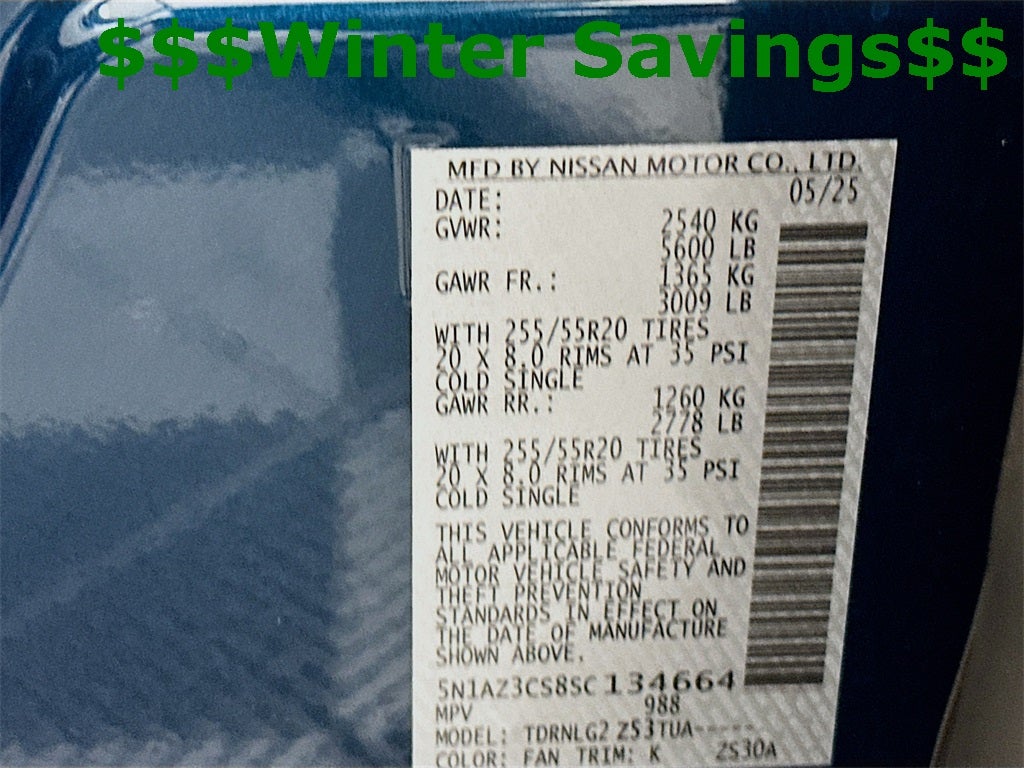 $$$Winter Savings$$
MFD BY NISSAN MOTOR CO., LTD.
DATE: 05/25
GVWR: 2540 KG
5600 LB
GAWR FR.: 1365 KG
3009 LB
WITH 255/55R20 TIRES
20 X 8.0 RIMS AT 35 PSI
COLD SINGLE
GAWR RR.: 1260 KG
2778 LB
WITH 255/55R20 TIRES
20 X 8.0 RIMS AT 35 PSI
COLD SINGLE
THIS VEHICLE CONFORMS TO
ALL APPLICABLE FEDERAL
MOTOR VEHICLE SAFETY AND
THEFT PREVENTION
STANDARDS IN EFFECT ON
THE DATE OF MANUFACTURE
SHOWN ABOVE.
5N1AZ3CS8SC134664
MPV 988
MODEL: TDRNLG2 Z53TUA-----
COLOR: FAN TRIM: K ZS30A